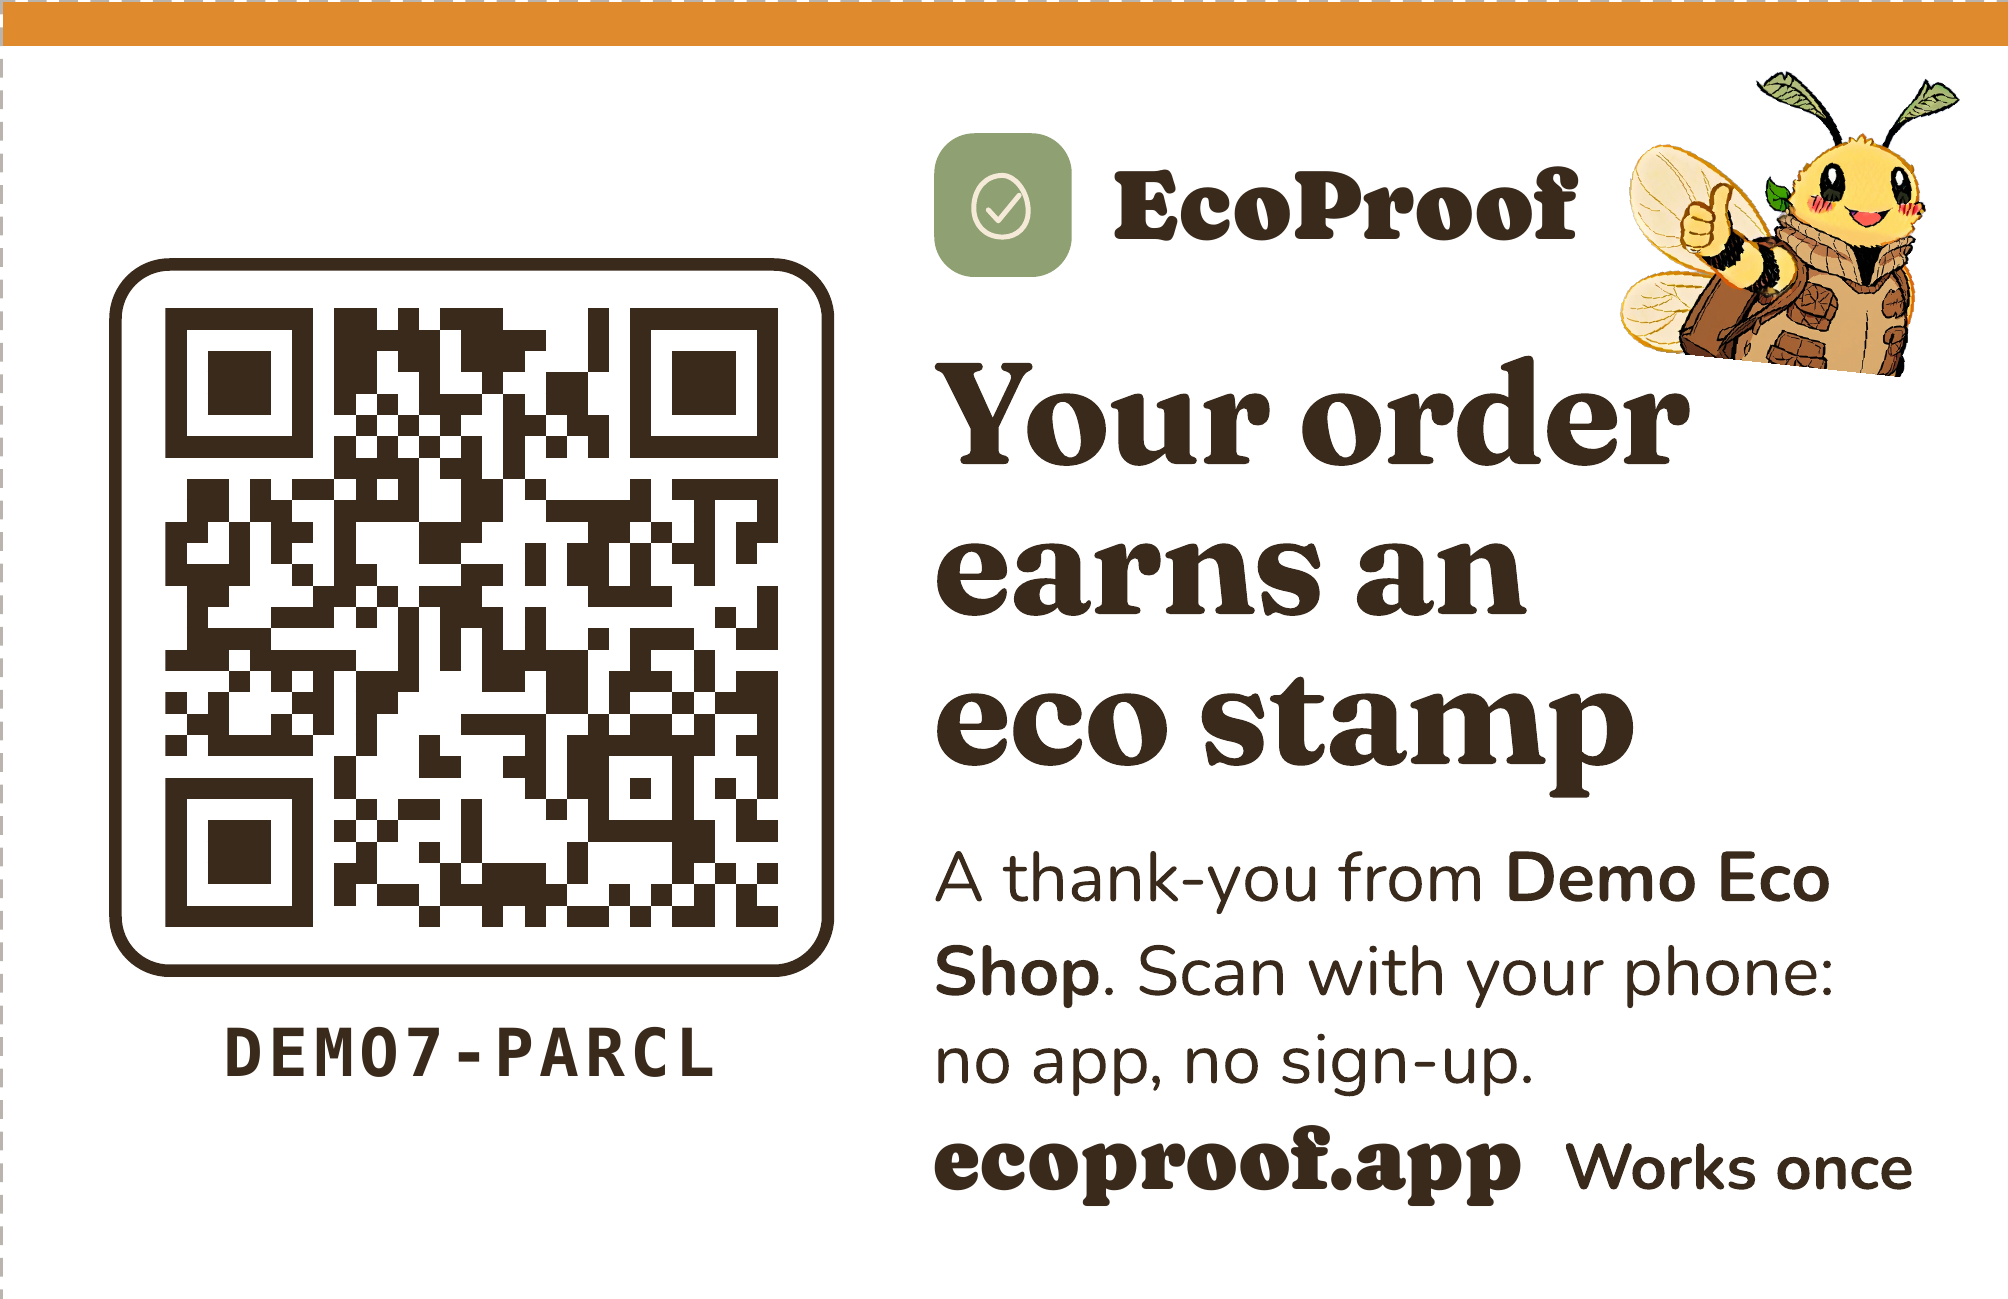 EcoProof
Your order
earns an
eco stamp
A thank-you from Demo Eco
Shop. Scan with your phone:
no app, no sign-up.
ecoproof.app Works once
DEMO7-PARCL